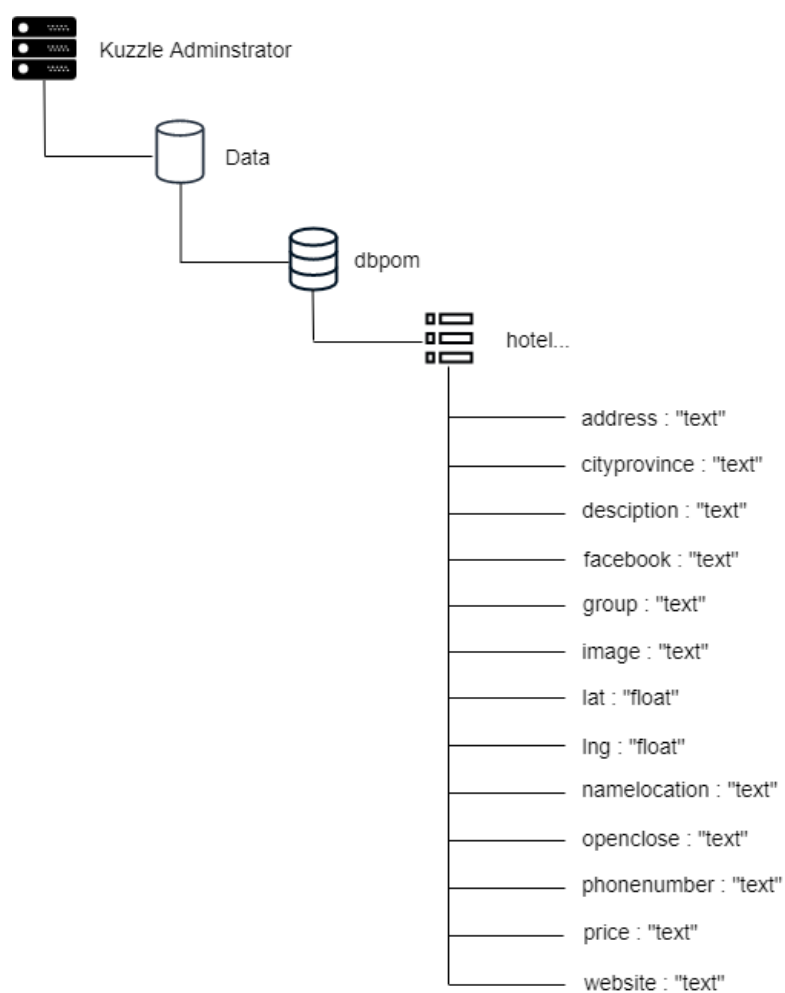 Kuzzle Adminstrator
Data
dbpom
hotel...
address : "text"
cityprovince : "text"
desciption : "text"
facebook : "text"
group : "text"
image : "text"
lat : "float"
lng : "float"
namelocation : "text"
openclose : "text"
phonenumber : "text"
price : "text"
website : "text"